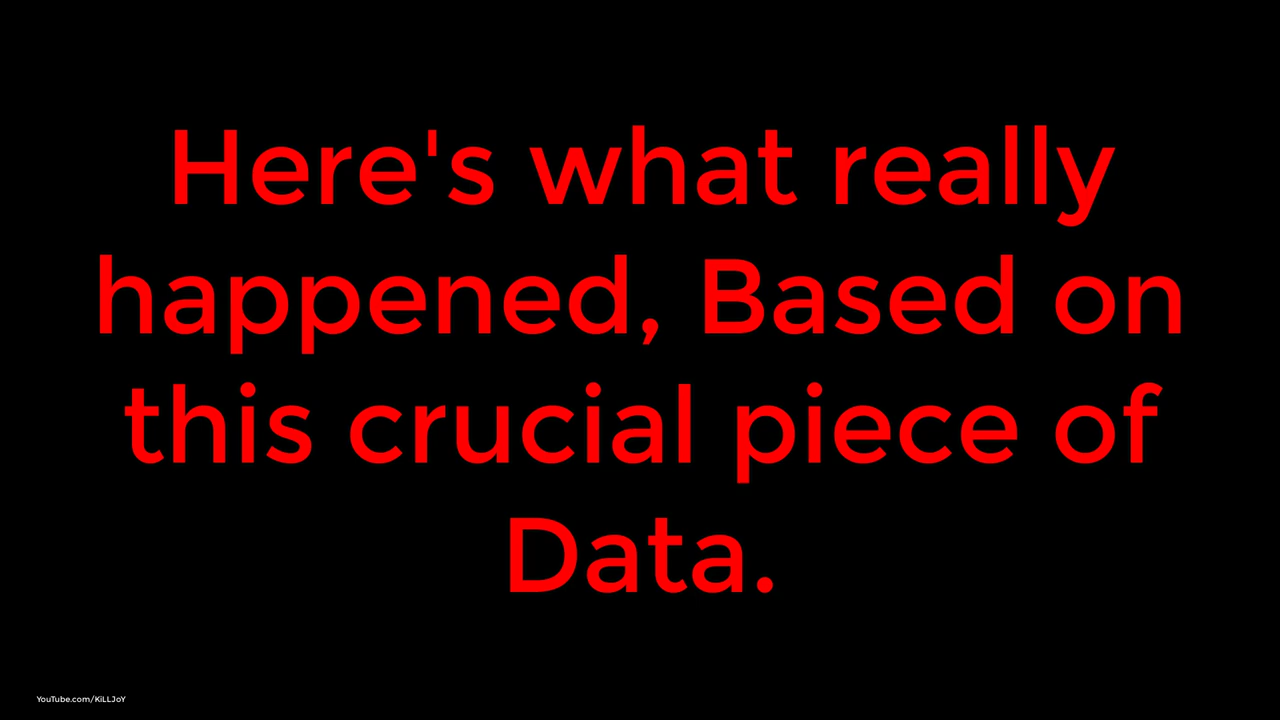 Here's what really
happened, Based on
this crucial piece of
Data.
YouTube.com/KiLLJoY